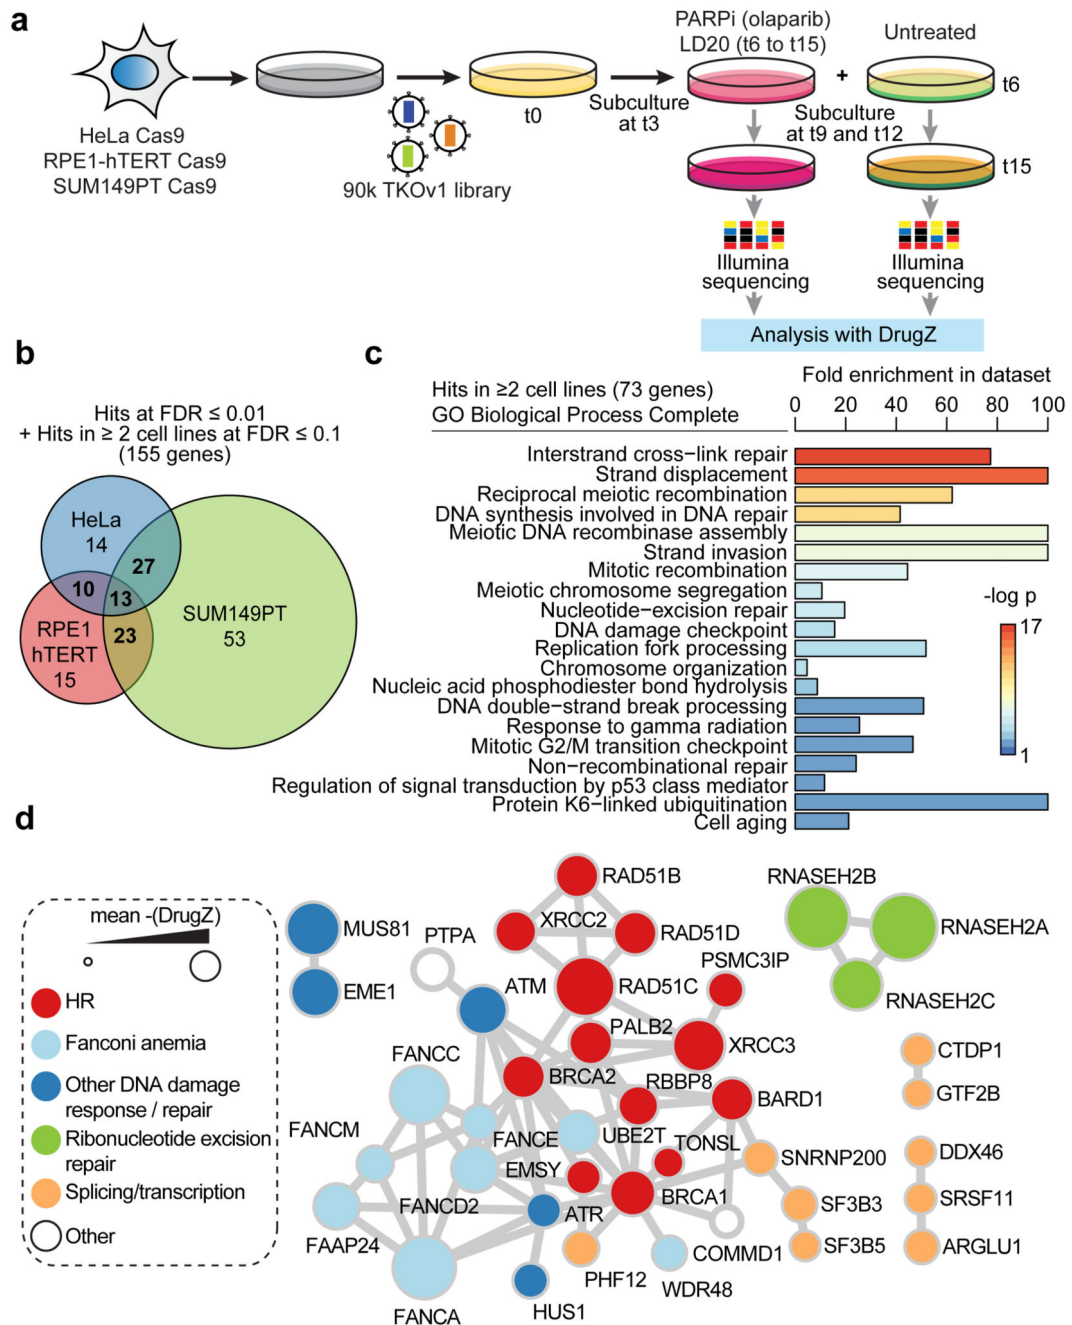 a
HeLa Cas9
RPE1-hTERT Cas9
SUM149PT Cas9
90k TKOv1 library
t0
Subculture
at t3
PARPi (olaparib)
LD20 (t6 to t15)
+
Untreated
t6
Subculture
at t9 and t12
t15
Illumina
sequencing
Illumina
sequencing
Analysis with DrugZ
b
Hits at FDR ≤ 0.01
+ Hits in ≥ 2 cell lines at FDR ≤ 0.1
(155 genes)
HeLa
14
27
10
13
23
RPE1
hTERT
15
SUM149PT
53
c
Hits in ≥2 cell lines (73 genes)
GO Biological Process Complete
Fold enrichment in dataset
0 20 40 60 80 100
Interstrand cross−link repair
Strand displacement
Reciprocal meiotic recombination
DNA synthesis involved in DNA repair
Meiotic DNA recombinase assembly
Strand invasion
Mitotic recombination
Meiotic chromosome segregation
Nucleotide−excision repair
DNA damage checkpoint
Replication fork processing
Chromosome organization
Nucleic acid phosphodiester bond hydrolysis
DNA double−strand break processing
Response to gamma radiation
Mitotic G2/M transition checkpoint
Non−recombinational repair
Regulation of signal transduction by p53 class mediator
Protein K6−linked ubiquitination
Cell aging
-log p
17
1
d
mean -(DrugZ)
HR
Fanconi anemia
Other DNA damage
response / repair
Ribonucleotide excision
repair
Splicing/transcription
Other
MUS81
EME1
PTPA
RAD51B
XRCC2
RAD51D
ATM
RAD51C
PSMC3IP
PALB2
XRCC3
FANCC
BRCA2
RBBP8
BARD1
FANCM
FANCE
UBE2T
TONSL
EMSY
SNRNP200
FANCD2
BRCA1
SF3B3
ATR
FAAP24
COMMD1
SF3B5
PHF12
WDR48
HUS1
FANCA
RNASEH2B
RNASEH2A
RNASEH2C
CTDP1
GTF2B
DDX46
SRSF11
ARGLU1